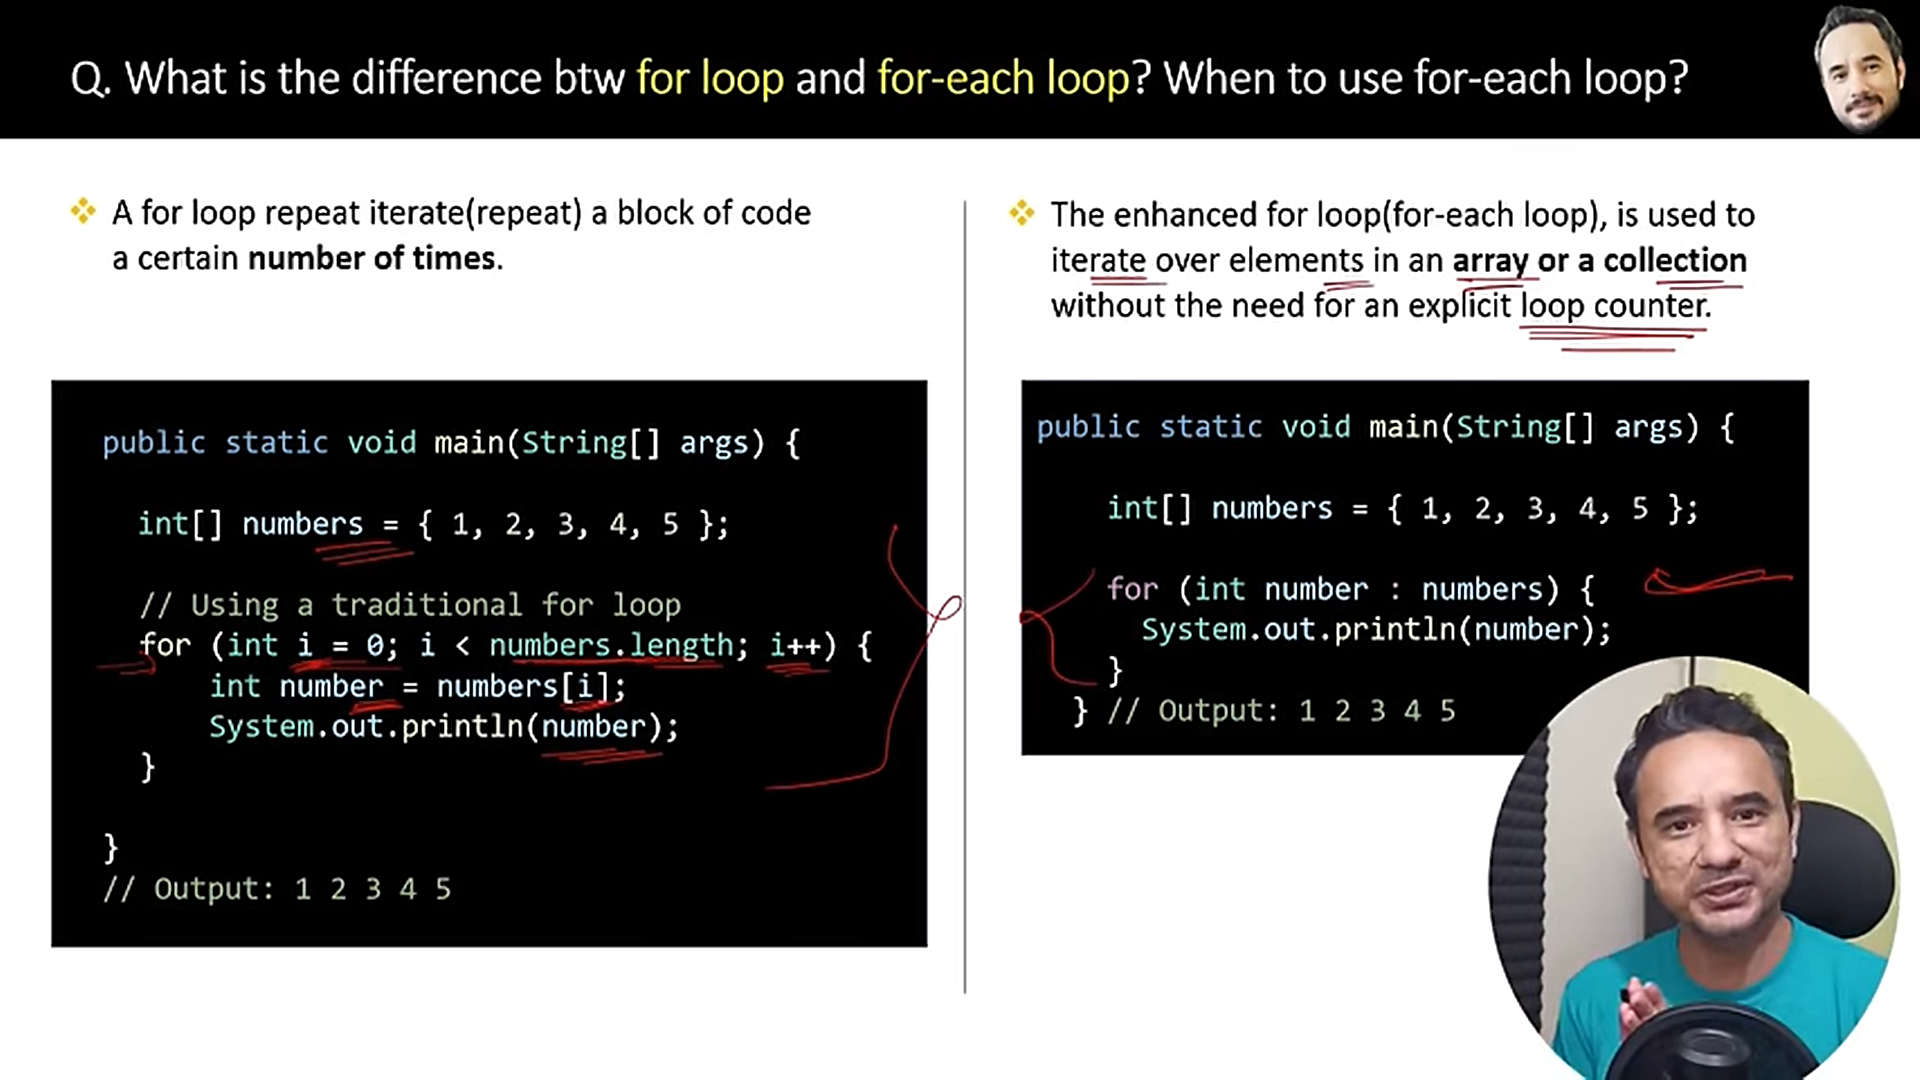 Q. What is the difference btw for loop and for-each loop? When to use for-each loop?
A for loop repeat iterate(repeat) a block of code
a certain number of times.
public static void main(String[] args) {
int[] numbers = { 1, 2, 3, 4, 5 };
// Using a traditional for loop
for (int i = 0; i < numbers.length; i++) {
int number = numbers[i];
System.out.println(number);
}
}
// Output: 1 2 3 4 5
The enhanced for loop(for-each loop), is used to
iterate over elements in an array or a collection
without the need for an explicit loop counter.
public static void main(String[] args) {
int[] numbers = { 1, 2, 3, 4, 5 };
for (int number : numbers) {
System.out.println(number);
}
} // Output: 1 2 3 4 5